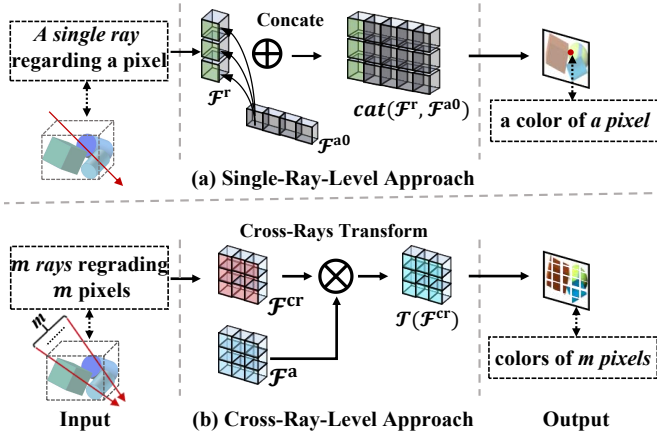 A single ray
regarding a pixel
Concate
ℱʳ
ℱᵃ⁰
cat(ℱʳ, ℱᵃ⁰)
a color of a pixel
(a) Single-Ray-Level Approach
m rays regrading
m pixels
m
Cross-Rays Transform
ℱᶜʳ
ℱᵃ
𝒯(ℱᶜʳ)
colors of m pixels
Input
(b) Cross-Ray-Level Approach
Output